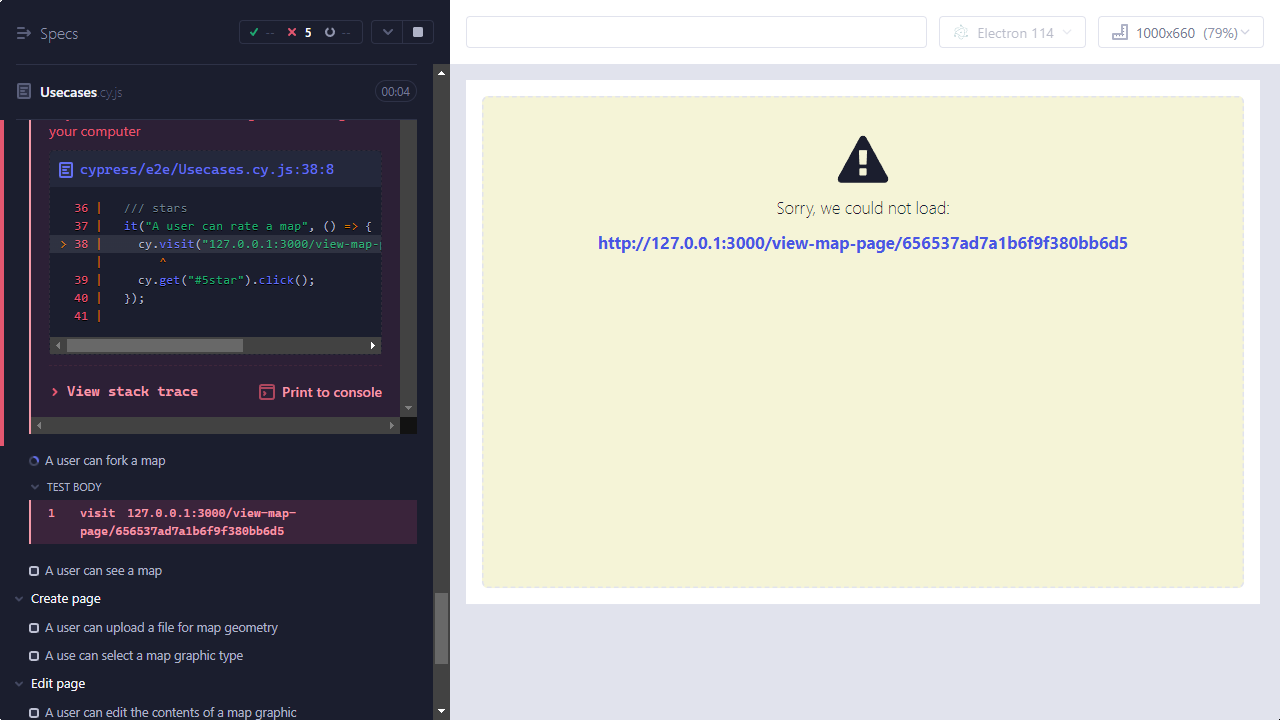 Specs
-- 5 --
Usecases.cy.js
00:04
your computer
cypress/e2e/Usecases.cy.js:38:8
36 | /// stars
37 | it("A user can rate a map", () => {
> 38 | cy.visit("127.0.0.1:3000/view-map-p
| ^
39 | cy.get("#5star").click();
40 | });
41 |
View stack trace
Print to console
A user can fork a map
TEST BODY
1 visit 127.0.0.1:3000/view-map-
page/656537ad7a1b6f9f380bb6d5
A user can see a map
Create page
A user can upload a file for map geometry
A use can select a map graphic type
Edit page
A user can edit the contents of a map graphic
Electron 114
1000x660 (79%)
Sorry, we could not load:
http://127.0.0.1:3000/view-map-page/656537ad7a1b6f9f380bb6d5